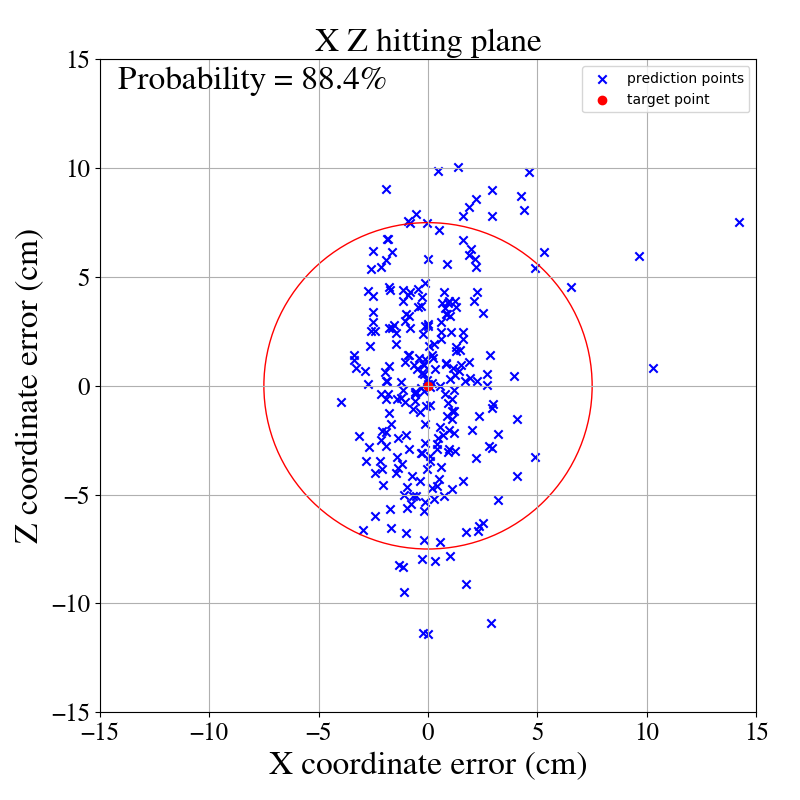 X Z hitting plane
Probability = 88.4%
prediction points
target point
15
10
5
0
−5
−10
−15
Z coordinate error (cm)
−15 −10 −5 0 5 10 15
X coordinate error (cm)